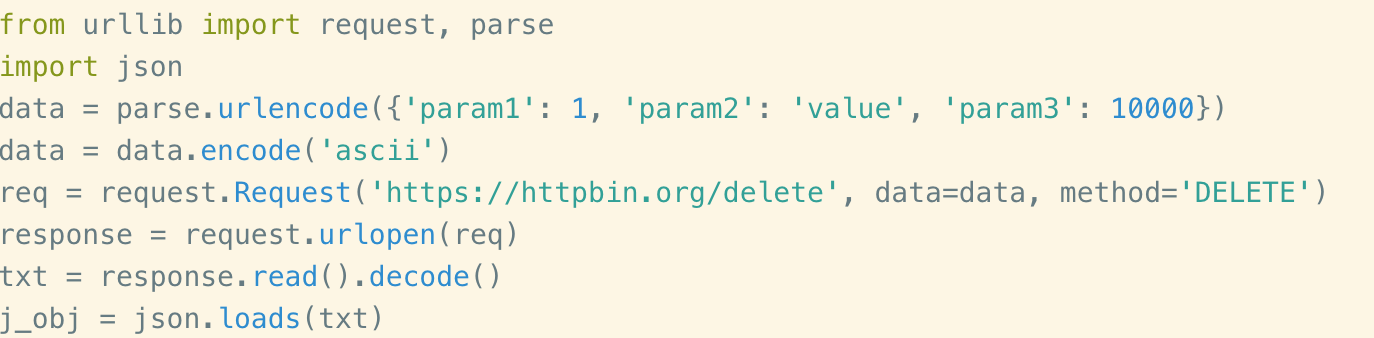 from urllib import request, parse
import json
data = parse.urlencode({'param1': 1, 'param2': 'value', 'param3': 10000})
data = data.encode('ascii')
req = request.Request('https://httpbin.org/delete', data=data, method='DELETE')
response = request.urlopen(req)
txt = response.read().decode()
j_obj = json.loads(txt)